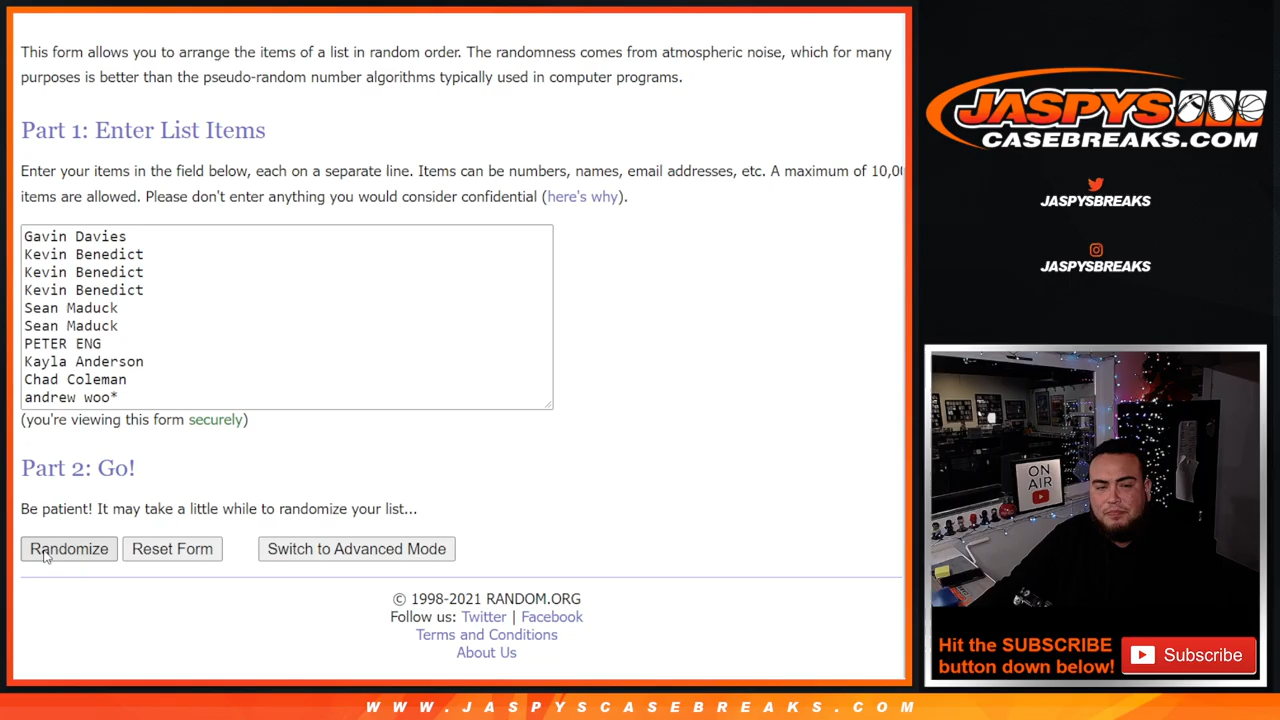 This form allows you to arrange the items of a list in random order. The randomness comes from atmospheric noise, which for many
purposes is better than the pseudo-random number algorithms typically used in computer programs.
Part 1: Enter List Items
Enter your items in the field below, each on a separate line. Items can be numbers, names, email addresses, etc. A maximum of 10,00
items are allowed. Please don't enter anything you would consider confidential (here's why).
Gavin Davies
Kevin Benedict
Kevin Benedict
Kevin Benedict
Sean Maduck
Sean Maduck
PETER ENG
Kayla Anderson
Chad Coleman
andrew woo*
(you're viewing this form securely)
Part 2: Go!
Be patient! It may take a little while to randomize your list...
Randomize Reset Form Switch to Advanced Mode
© 1998-2021 RANDOM.ORG
Follow us: Twitter | Facebook
Terms and Conditions
About Us
JASPYS
CASEBREAKS.COM
JASPYSBREAKS
JASPYSBREAKS
ON
AIR
Hit the SUBSCRIBE
button down below!
Subscribe
WWW.JASPYSCASEBREAKS.COM